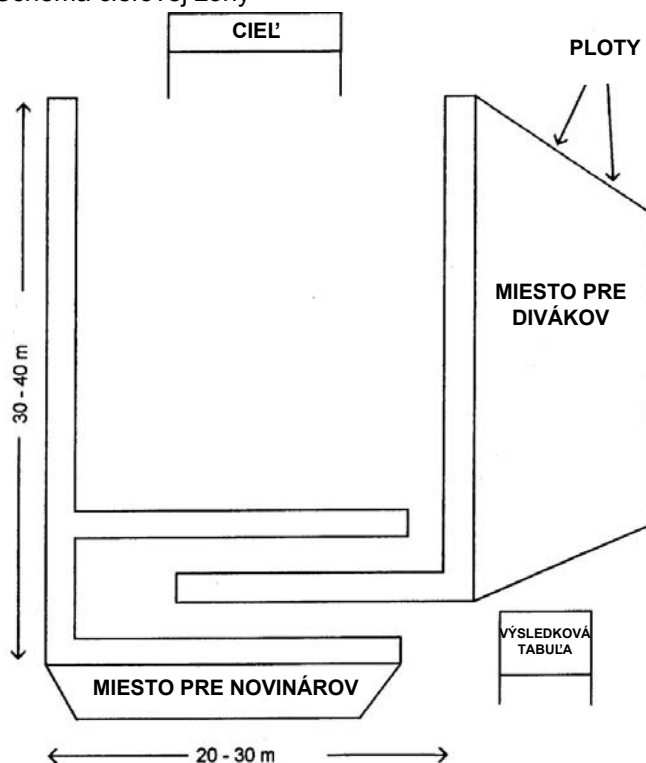 CIEĽ
PLOTY
MIESTO PRE
DIVÁKOV
30 - 40 m
VÝSLEDKOVÁ
TABUĽA
MIESTO PRE NOVINÁROV
20 - 30 m